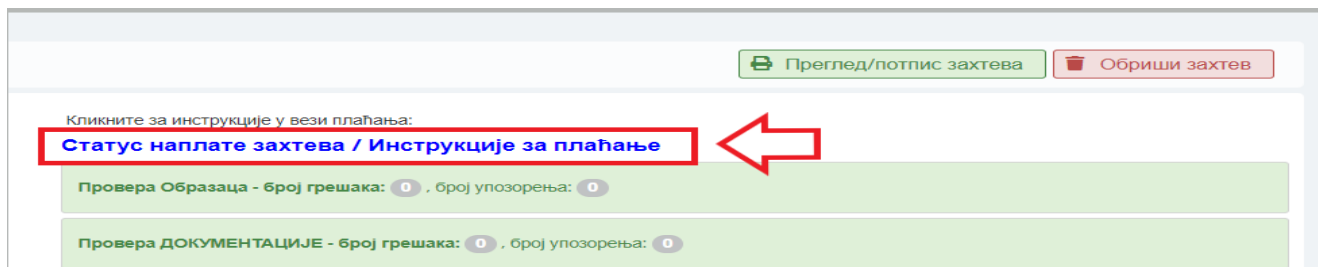 Преглед/потпис захтева Обриши захтев
Кликните за инструкције у вези плаћања:
Статус наплате захтева / Инструкције за плаћање
Провера Образаца - број грешака: 0 , број упозорења: 0
Провера ДОКУМЕНТАЦИЈЕ - број грешака: 0 , број упозорења: 0